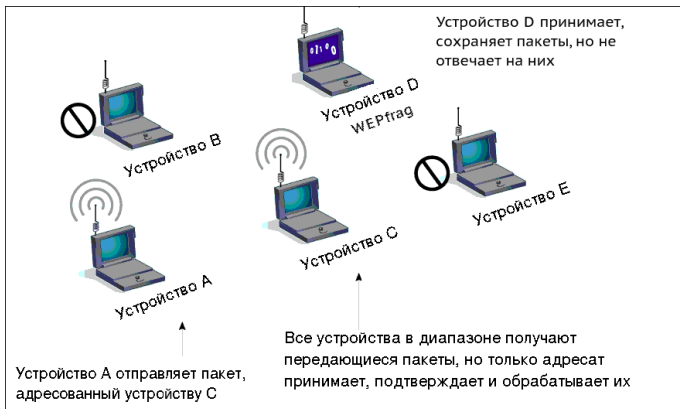 Устройство D принимает,
сохраняет пакеты, но не
отвечает на них
Устройство D
WEPfrag
Устройство B
Устройство E
Устройство C
Устройство A
Все устройства в диапазоне получают
передающиеся пакеты, но только адресат
принимает, подтверждает и обрабатывает их
Устройство A отправляет пакет,
адресованный устройству C